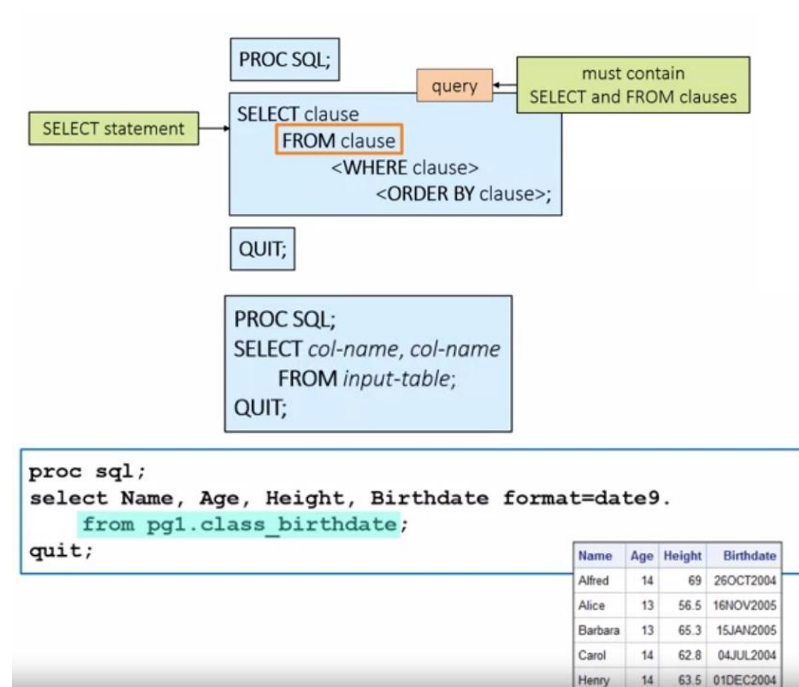 PROC SQL;
query
must contain
SELECT and FROM clauses
SELECT statement
SELECT clause
FROM clause
<WHERE clause>
<ORDER BY clause>;
QUIT;
PROC SQL;
SELECT col-name, col-name
FROM input-table;
QUIT;
proc sql;
select Name, Age, Height, Birthdate format=date9.
from pg1.class_birthdate;
quit;
Name Age Height Birthdate
Alfred 14 69 26OCT2004
Alice 13 56.5 16NOV2005
Barbara 13 65.3 15JAN2005
Carol 14 62.8 04JUL2004
Henry 14 63.5 01DEC2004